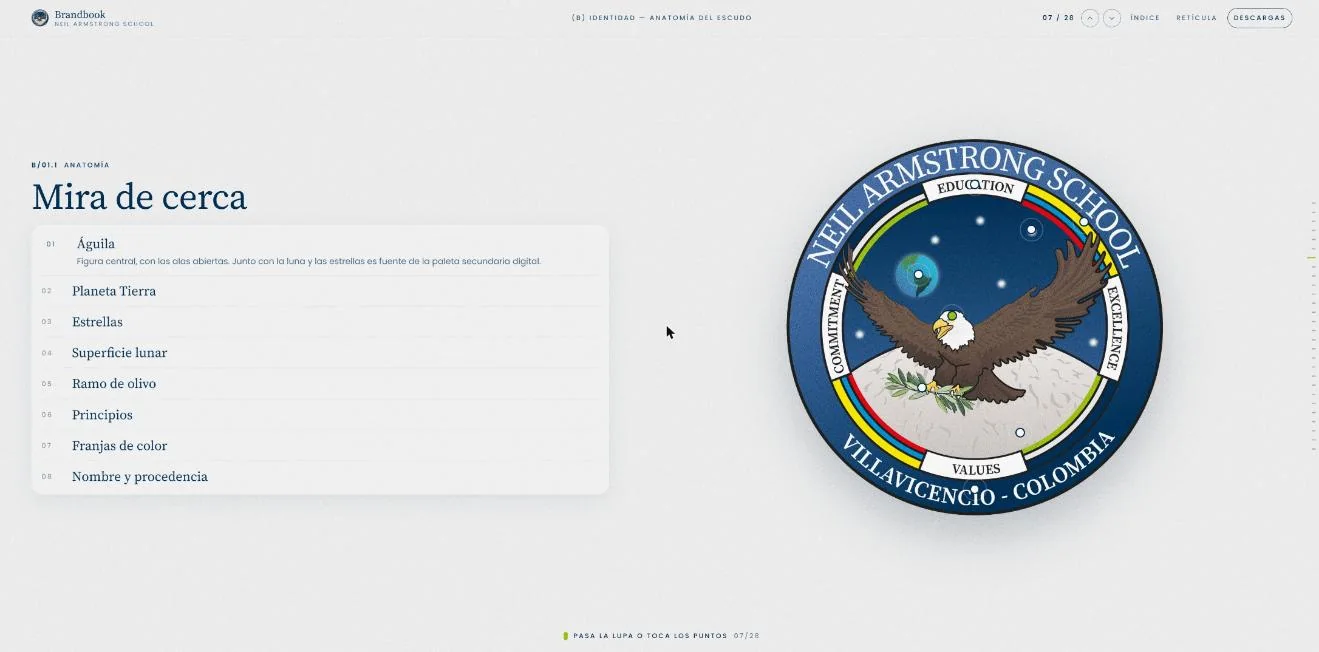 Brandbook
NEIL ARMSTRONG SCHOOL
(B) IDENTIDAD — ANATOMÍA DEL ESCUDO
07 / 28
ÍNDICE
RETÍCULA
DESCARGAS
B/01.1 ANATOMÍA
Mira de cerca
01 Águila
Figura central, con las alas abiertas. Junto con la luna y las estrellas es fuente de la paleta secundaria digital.
02 Planeta Tierra
03 Estrellas
04 Superficie lunar
05 Ramo de olivo
06 Principios
07 Franjas de color
08 Nombre y procedencia
NEIL ARMSTRONG SCHOOL
EDUCATION
COMMITMENT
EXCELLENCE
VALUES
VILLAVICENCIO - COLOMBIA
PASA LA LUPA O TOCA LOS PUNTOS 07/28